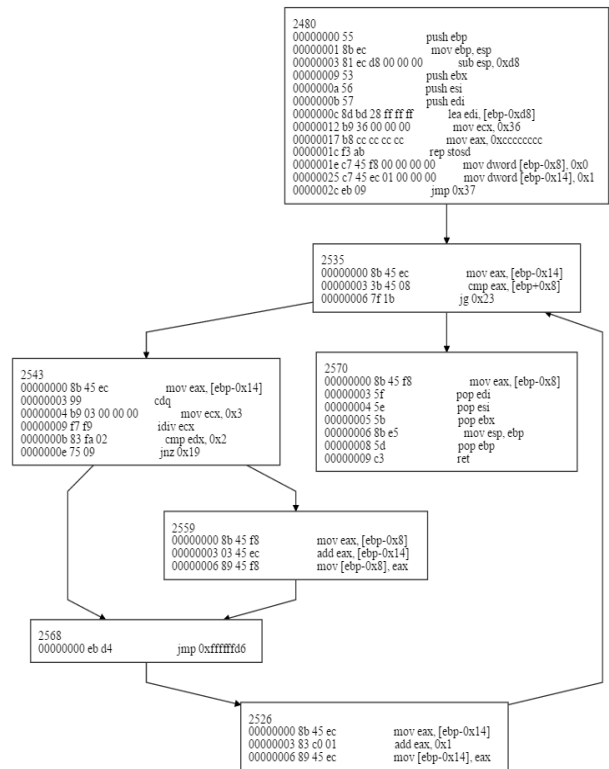 2480
00000000 55 push ebp
00000001 8b ec mov ebp, esp
00000003 81 ec d8 00 00 00 sub esp, 0xd8
00000009 53 push ebx
0000000a 56 push esi
0000000b 57 push edi
0000000c 8d bd 28 ff ff ff lea edi, [ebp-0xd8]
00000012 b9 36 00 00 00 mov ecx, 0x36
00000017 b8 cc cc cc cc mov eax, 0xcccccccc
0000001c f3 ab rep stosd
0000001e c7 45 f8 00 00 00 00 mov dword [ebp-0x8], 0x0
00000025 c7 45 ec 01 00 00 00 mov dword [ebp-0x14], 0x1
0000002c eb 09 jmp 0x37
2535
00000000 8b 45 ec mov eax, [ebp-0x14]
00000003 3b 45 08 cmp eax, [ebp+0x8]
00000006 7f 1b jg 0x23
2543
00000000 8b 45 ec mov eax, [ebp-0x14]
00000003 99 cdq
00000004 b9 03 00 00 00 mov ecx, 0x3
00000009 f7 f9 idiv ecx
0000000b 83 fa 02 cmp edx, 0x2
0000000e 75 09 jnz 0x19
2570
00000000 8b 45 f8 mov eax, [ebp-0x8]
00000003 5f pop edi
00000004 5e pop esi
00000005 5b pop ebx
00000006 8b e5 mov esp, ebp
00000008 5d pop ebp
00000009 c3 ret
2559
00000000 8b 45 f8 mov eax, [ebp-0x8]
00000003 03 45 ec add eax, [ebp-0x14]
00000006 89 45 f8 mov [ebp-0x8], eax
2568
00000000 eb d4 jmp 0xffffffd6
2526
00000000 8b 45 ec mov eax, [ebp-0x14]
00000003 83 c0 01 add eax, 0x1
00000006 89 45 ec mov [ebp-0x14], eax